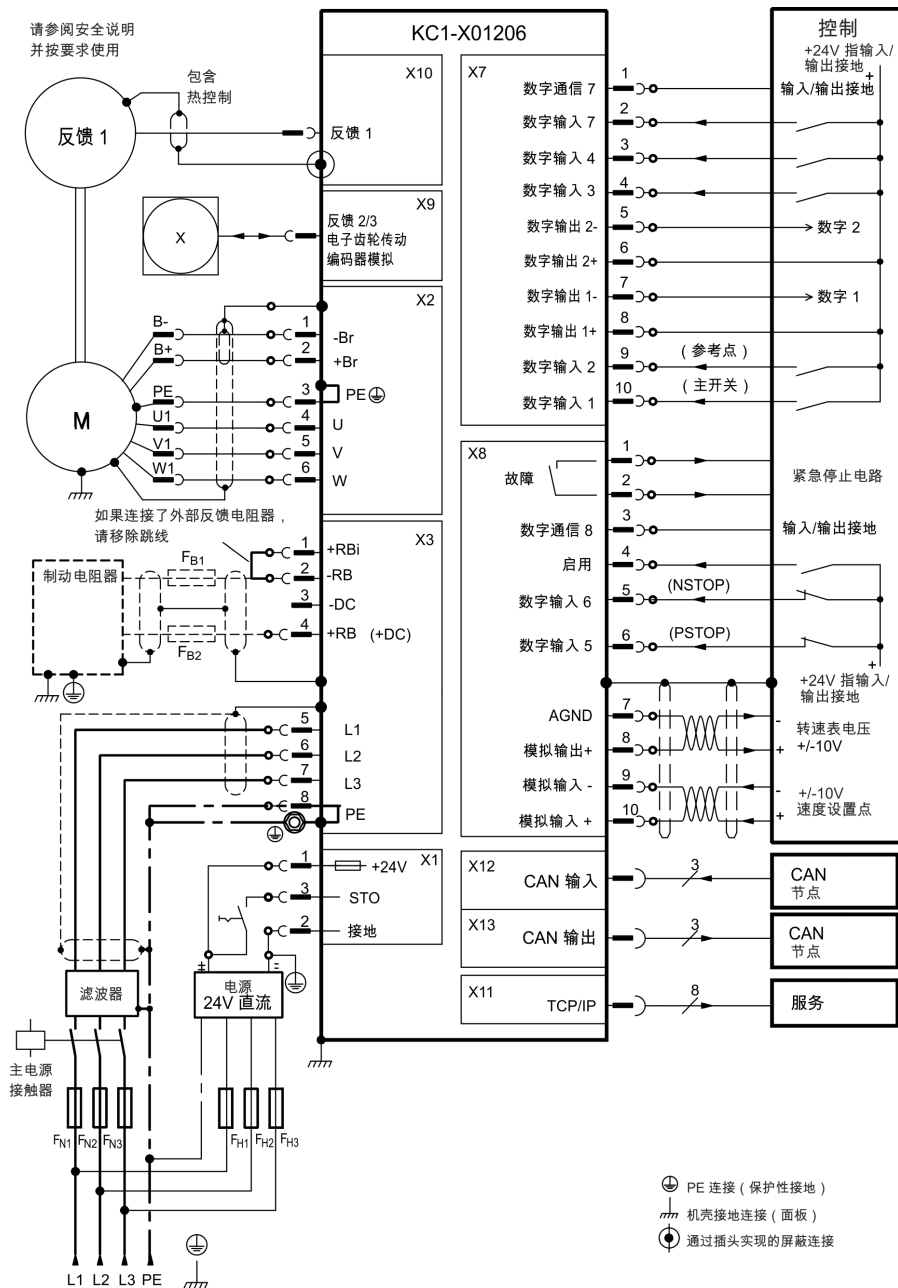 请参阅安全说明
并按要求使用
KC1-X01206
控制
+24V 指输入/
输出接地
+
X10
包含
热控制
反馈 1
反馈 1
X9
X
反馈 2/3
电子齿轮传动
编码器模拟
X2
B- 1 -Br
B+ 2 +Br
PE 3 PE
M
U1 4 U
V1 5 V
W1 6 W
如果连接了外部反馈电阻器，
请移除跳线
X3
制动电阻器
FB1
1 +RBi
2 -RB
3 -DC
4 +RB (+DC)
FB2
5 L1
6 L2
7 L3
8 PE
X1
1 +24V
3 STO
2 接地
滤波器
+ =
电源
24V 直流
主电源
接触器
FN1 FN2 FN3
FH1 FH2 FH3
L1 L2 L3 PE
X7
数字通信 7 1 输入/输出接地
数字输入 7 2
数字输入 4 3
数字输入 3 4
数字输出 2- 5 数字 2
数字输出 2+ 6
数字输出 1- 7 数字 1
数字输出 1+ 8
数字输入 2 9 (参考点)
数字输入 1 10 (主开关)
X8
故障 1
2
紧急停止电路
数字通信 8 3 输入/输出接地
启用 4
数字输入 6 5 (NSTOP)
数字输入 5 6 (PSTOP)
+
+24V 指输入/
输出接地
AGND 7 -
转速表电压
模拟输出+ 8 + +/-10V
模拟输入 - 9 -
+/-10V
速度设置点
模拟输入 + 10 +
X12
CAN 输入 3 CAN
节点
X13
CAN 输出 3 CAN
节点
X11
TCP/IP 8 服务
PE 连接（保护性接地）
机壳接地连接（面板）
通过插头实现的屏蔽连接